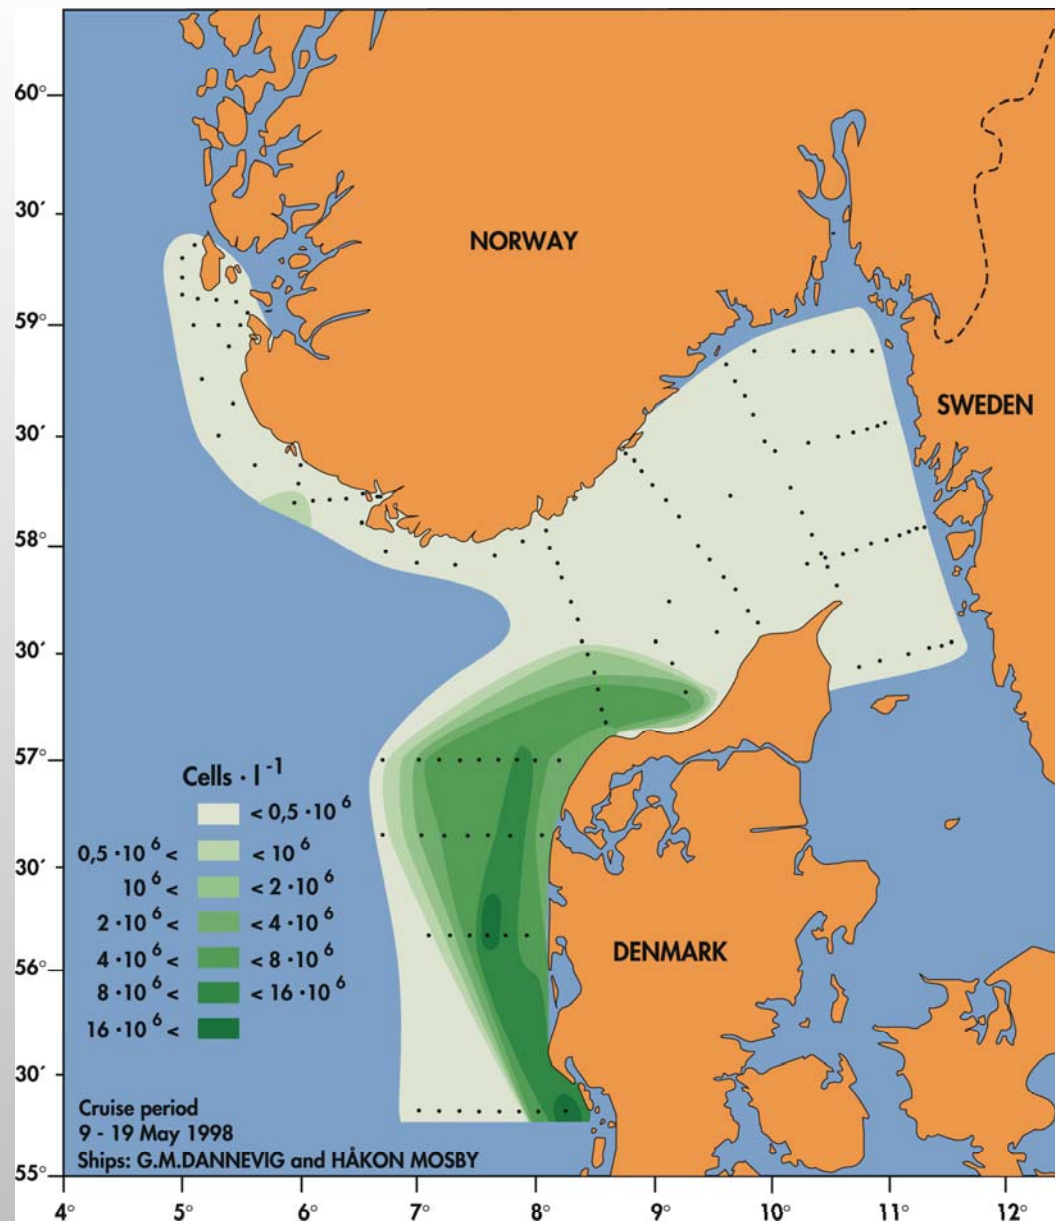 60°
30′
NORWAY
59°
SWEDEN
30′
58°
30′
57°
Cells · l⁻¹
< 0,5 ·10⁶
0,5 ·10⁶ < < 10⁶
10⁶ < < 2 ·10⁶
2 ·10⁶ < < 4 ·10⁶
4 ·10⁶ < < 8 ·10⁶
8 ·10⁶ < < 16 ·10⁶
16 ·10⁶ <
30′
DENMARK
56°
30′
Cruise period
9 - 19 May 1998
Ships: G.M.DANNEVIG and HÅKON MOSBY
55°
4° 5° 6° 7° 8° 9° 10° 11° 12°